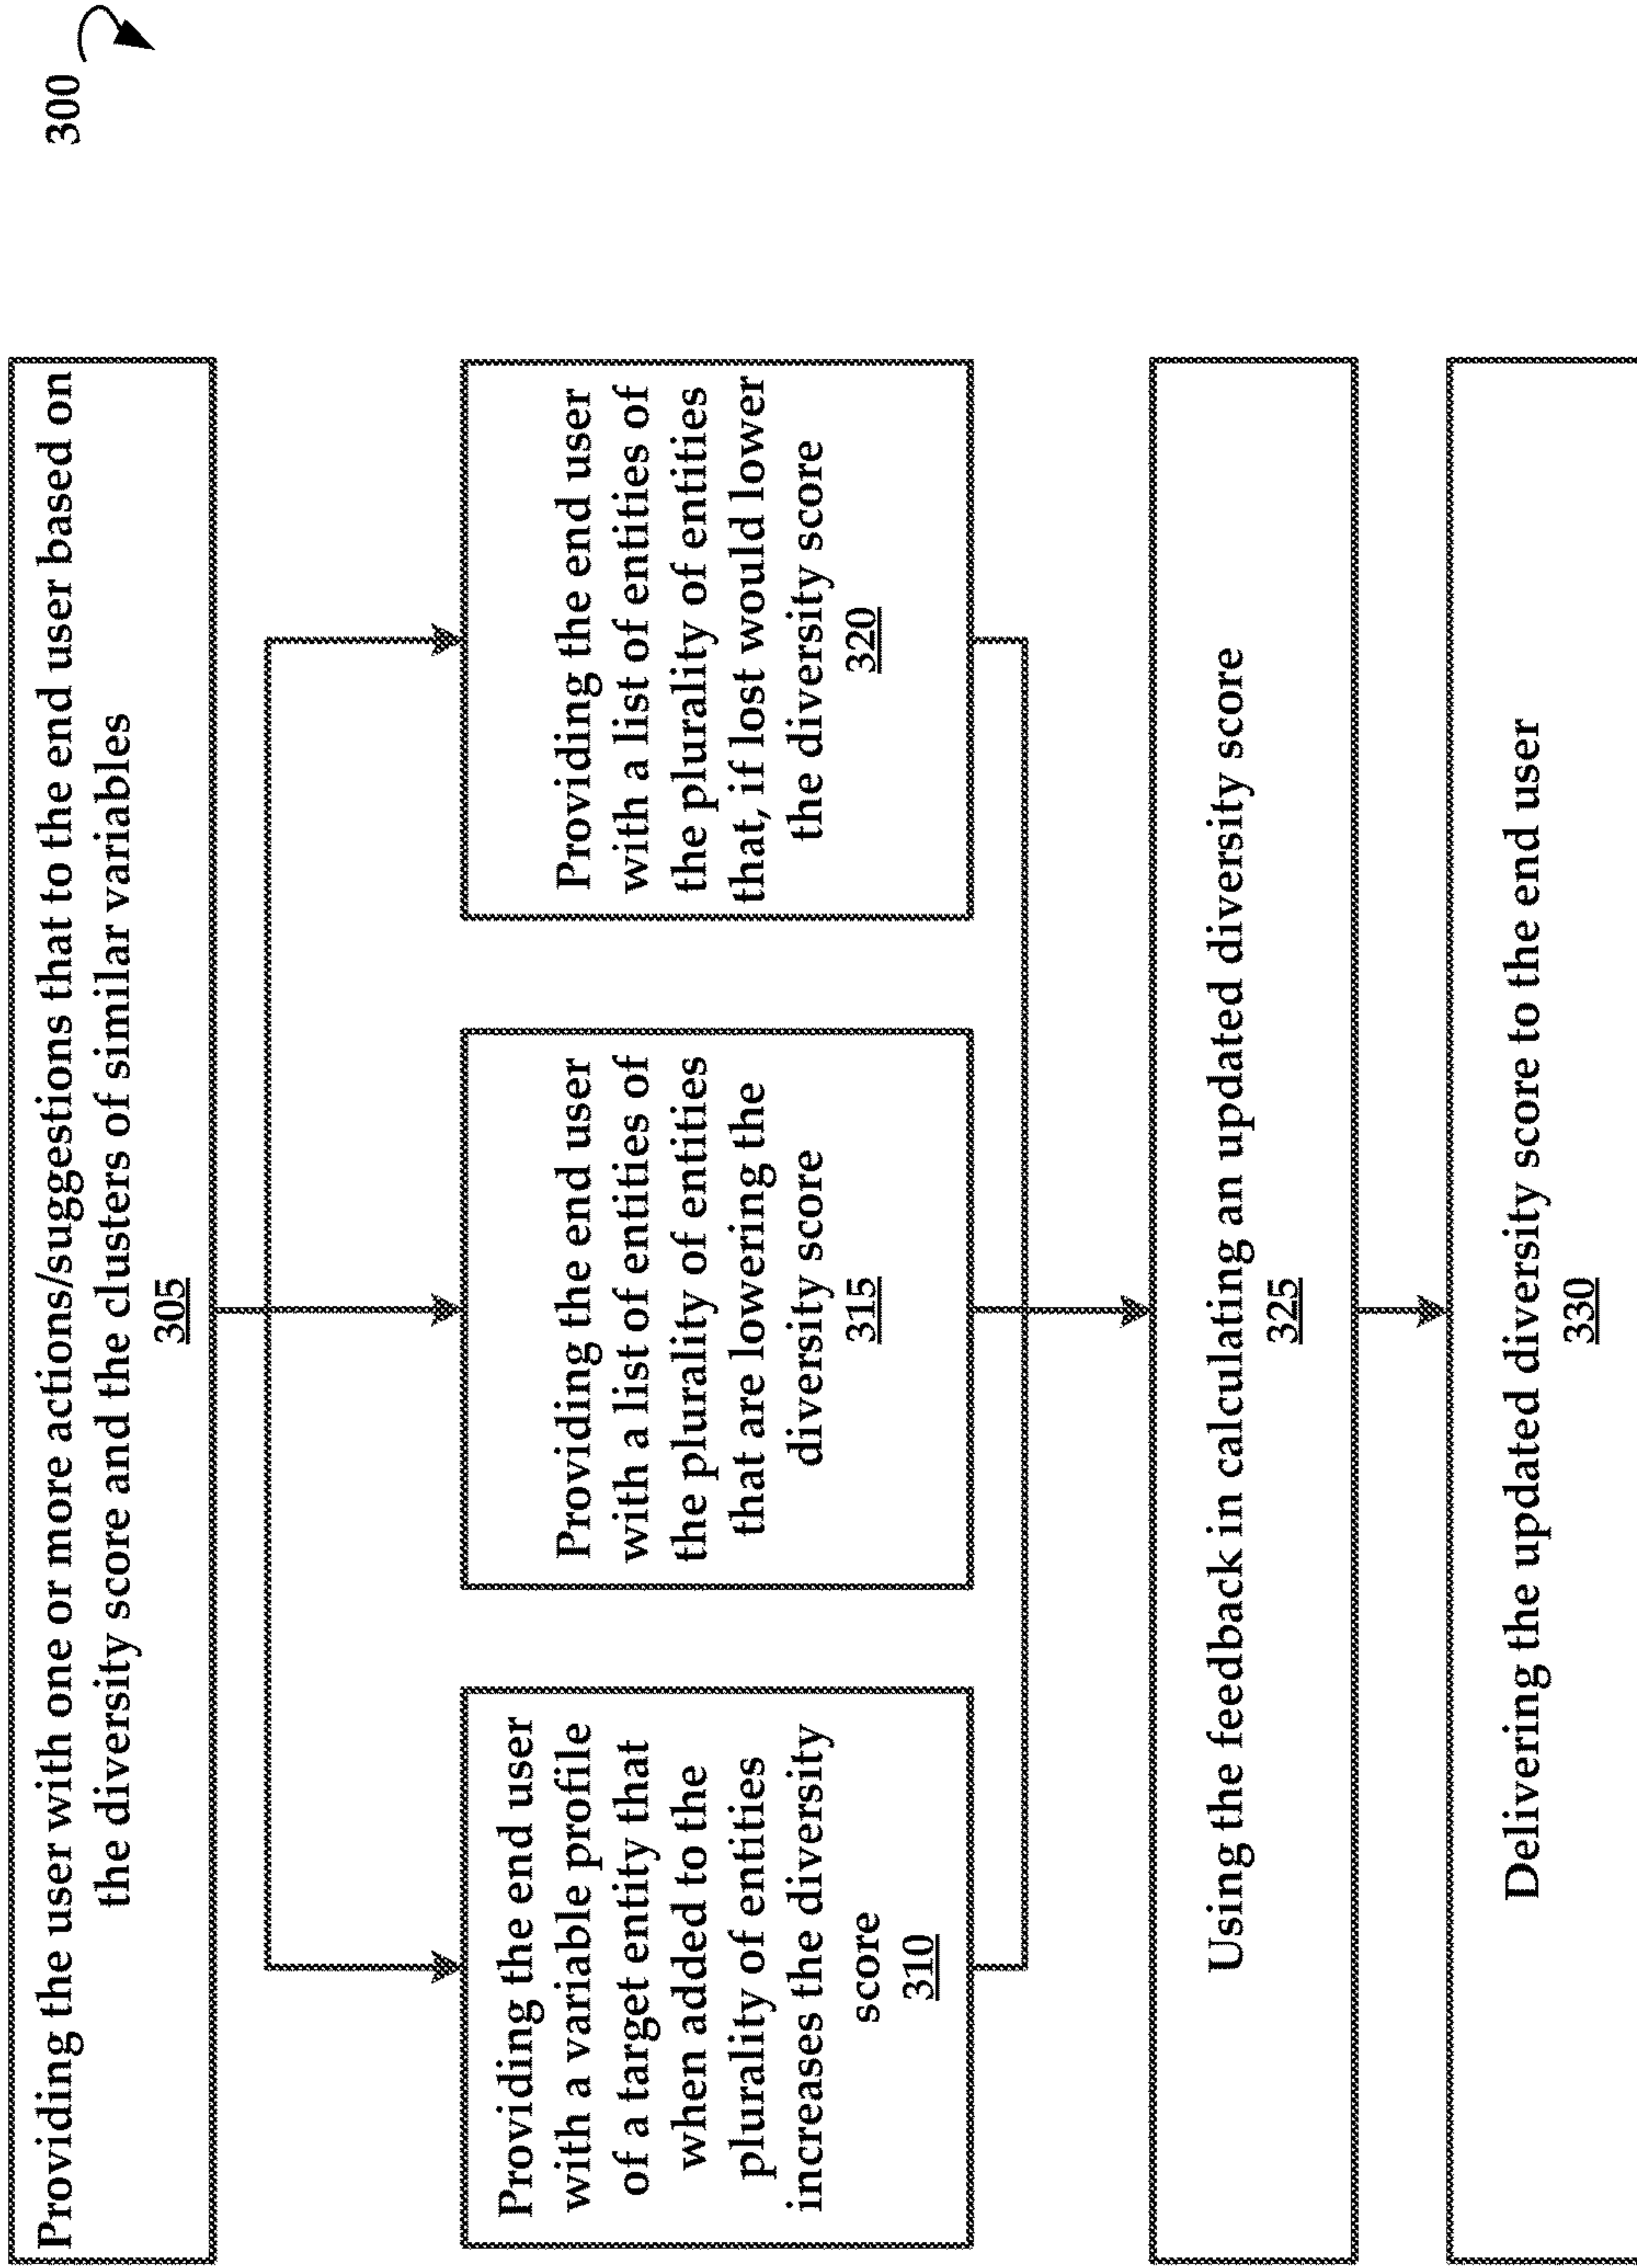 300
Providing the user with one or more actions/suggestions that to the end user based on
the diversity score and the clusters of similar variables
305
Providing the end user
with a variable profile
of a target entity that
when added to the
plurality of entities
increases the diversity
score
310
Providing the end user
with a list of entities of
the plurality of entities
that are lowering the
diversity score
315
Providing the end user
with a list of entities of
the plurality of entities
that, if lost would lower
the diversity score
320
Using the feedback in calculating an updated diversity score
325
Delivering the updated diversity score to the end user
330